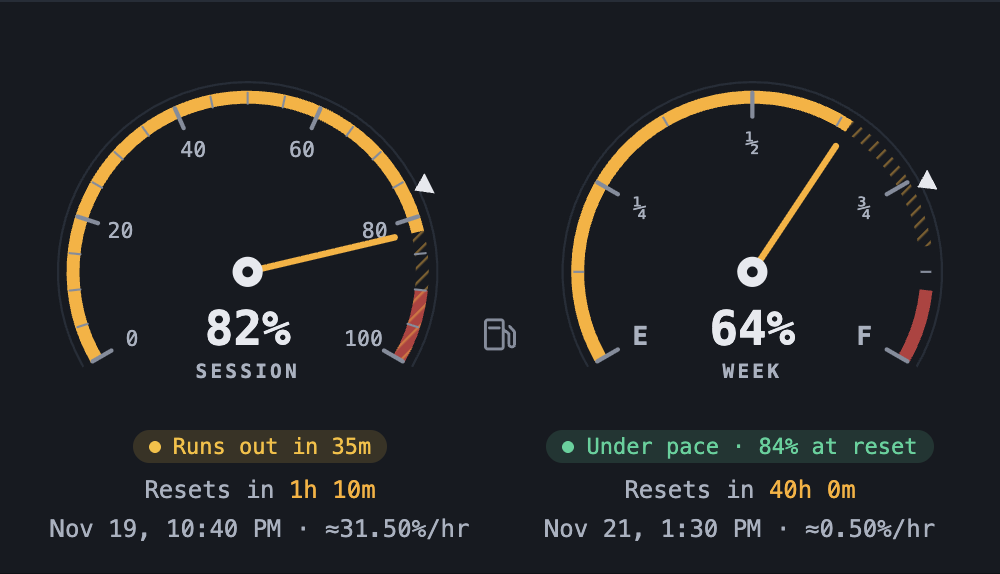 40 60
20 80
0 100
82%
SESSION
Runs out in 35m
Resets in 1h 10m
Nov 19, 10:40 PM · ≈31.50%/hr
½
¼ ¾
E F
64%
WEEK
Under pace · 84% at reset
Resets in 40h 0m
Nov 21, 1:30 PM · ≈0.50%/hr